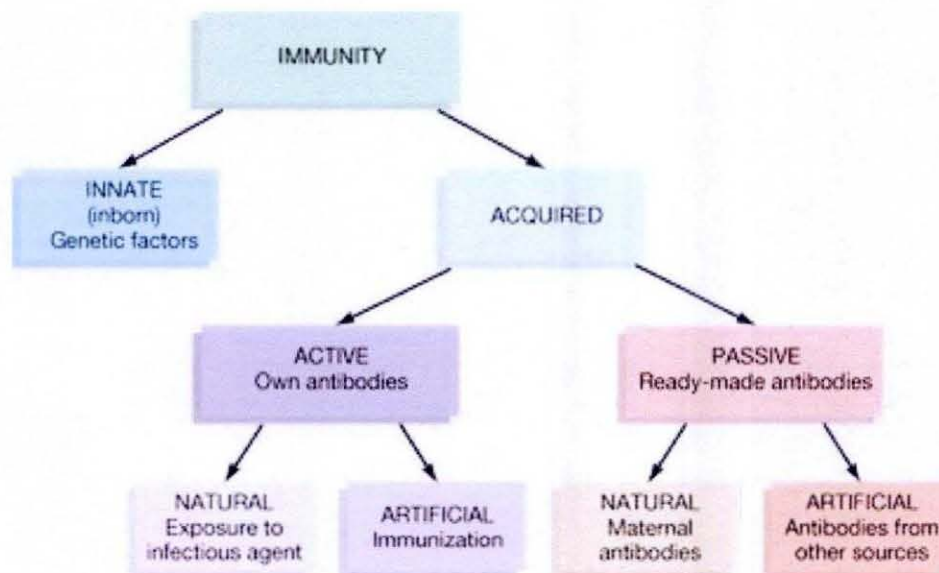 IMMUNITY
INNATE
(inborn)
Genetic factors
ACQUIRED
ACTIVE
Own antibodies
PASSIVE
Ready-made antibodies
NATURAL
Exposure to
infectious agent
ARTIFICIAL
Immunization
NATURAL
Maternal
antibodies
ARTIFICIAL
Antibodies from
other sources